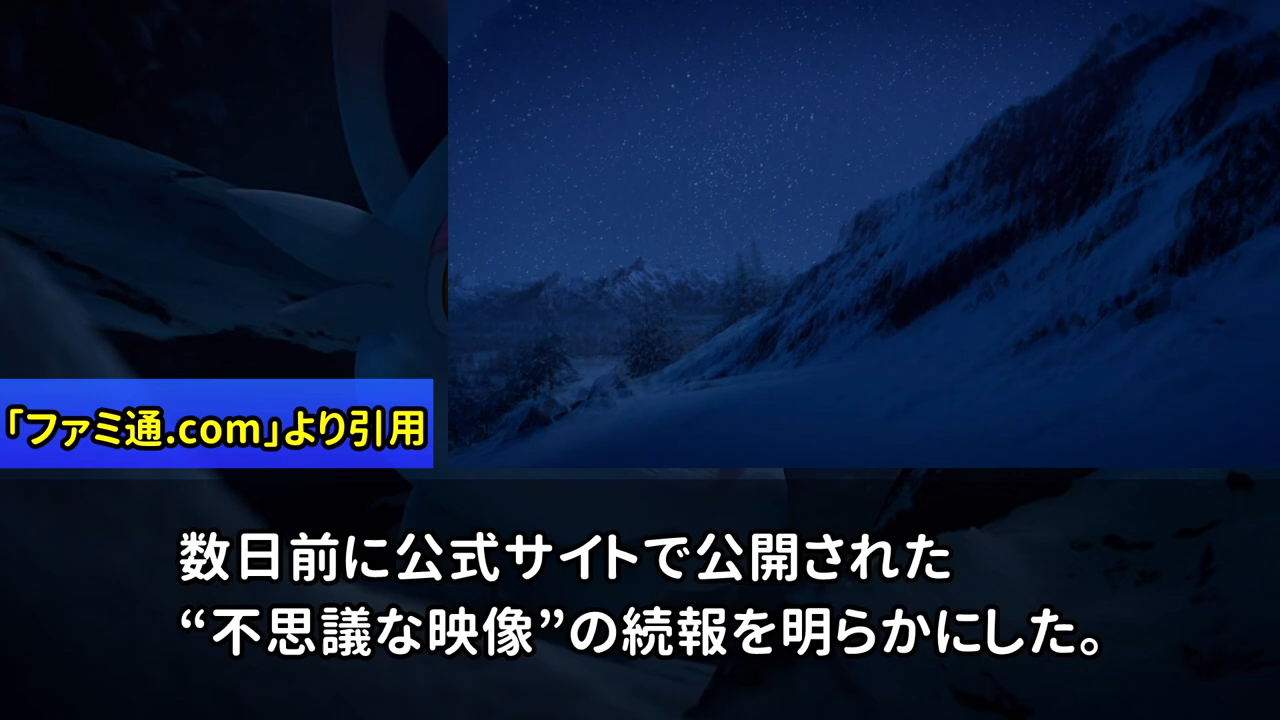 「ファミ通.com」より引用
数日前に公式サイトで公開された
“不思議な映像”の続報を明らかにした。